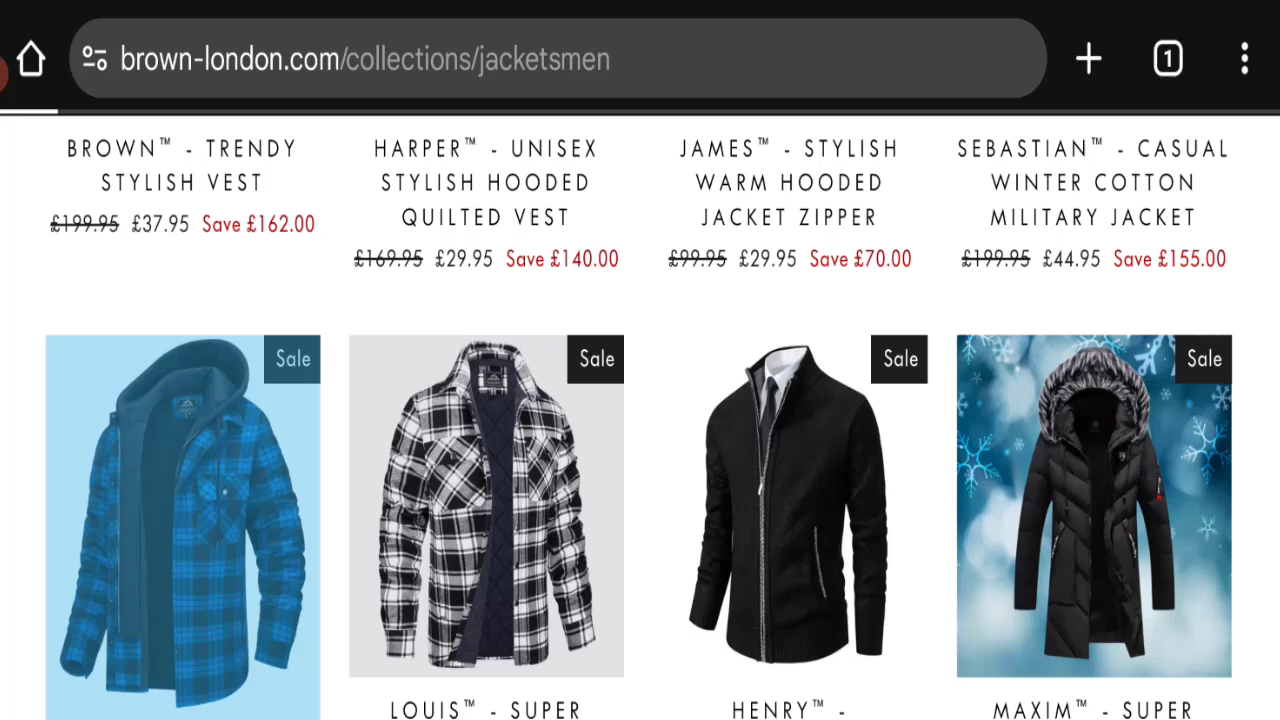 brown-london.com/collections/jacketsmen
1
BROWN™ - TRENDY
STYLISH VEST
£199.95 £37.95 Save £162.00
HARPER™ - UNISEX
STYLISH HOODED
QUILTED VEST
£169.95 £29.95 Save £140.00
JAMES™ - STYLISH
WARM HOODED
JACKET ZIPPER
£99.95 £29.95 Save £70.00
SEBASTIAN™ - CASUAL
WINTER COTTON
MILITARY JACKET
£199.95 £44.95 Save £155.00
Sale
Sale
Sale
Sale
LOUIS™ - SUPER
HENRY™ -
MAXIM™ - SUPER